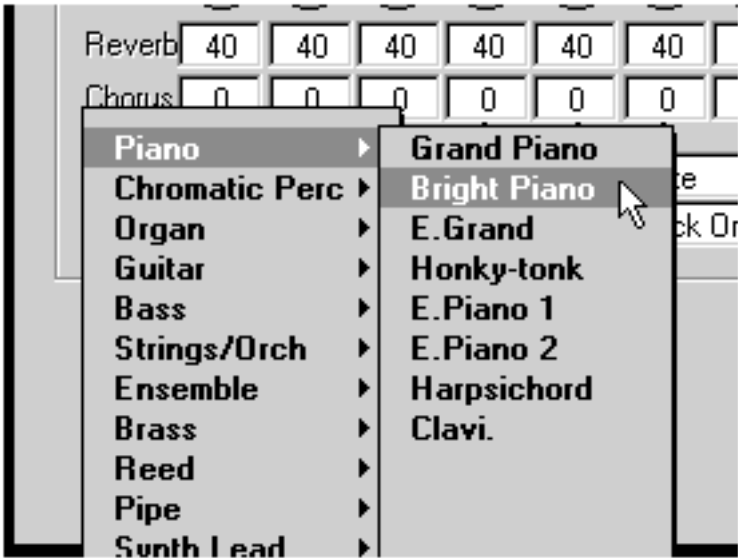 Reverb 40 40 40 40 40 40
Chorus 0 0 0 0 0 0
Piano
Chromatic Perc
Organ
Guitar
Bass
Strings/Orch
Ensemble
Brass
Reed
Pipe
Synth Lead
Grand Piano
Bright Piano
E.Grand
Honky-tonk
E.Piano 1
E.Piano 2
Harpsichord
Clavi.